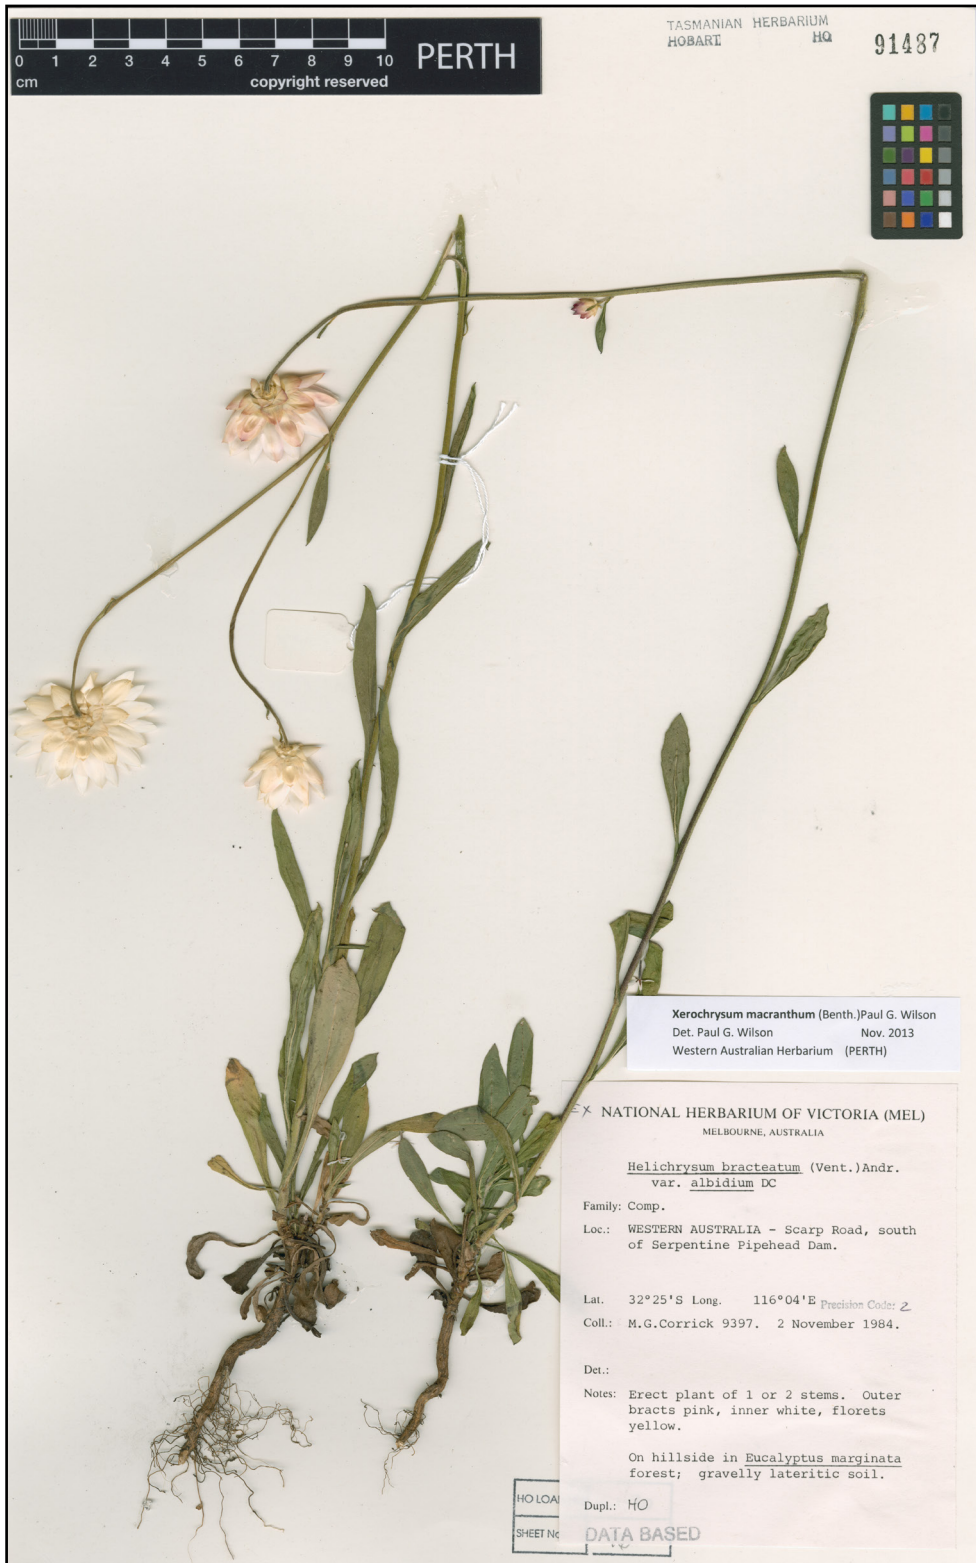 0 1 2 3 4 5 6 7 8 9 10
cm
copyright reserved
PERTH
TASMANIAN HERBARIUM
HOBART HO
91487
Xerochrysum macranthum (Benth.)Paul G. Wilson
Det. Paul G. Wilson Nov. 2013
Western Australian Herbarium (PERTH)
Ex NATIONAL HERBARIUM OF VICTORIA (MEL)
MELBOURNE, AUSTRALIA
Helichrysum bracteatum (Vent.)Andr.
var. albidium DC
Family: Comp.
Loc.: WESTERN AUSTRALIA - Scarp Road, south
of Serpentine Pipehead Dam.
Lat. 32°25'S Long. 116°04'E Precision Code: 2
Coll.: M.G.Corrick 9397. 2 November 1984.
Det.:
Notes: Erect plant of 1 or 2 stems. Outer
bracts pink, inner white, florets
yellow.
On hillside in Eucalyptus marginata
forest; gravelly lateritic soil.
Dupl.: HO
HO LOA
SHEET No
DATA BASED